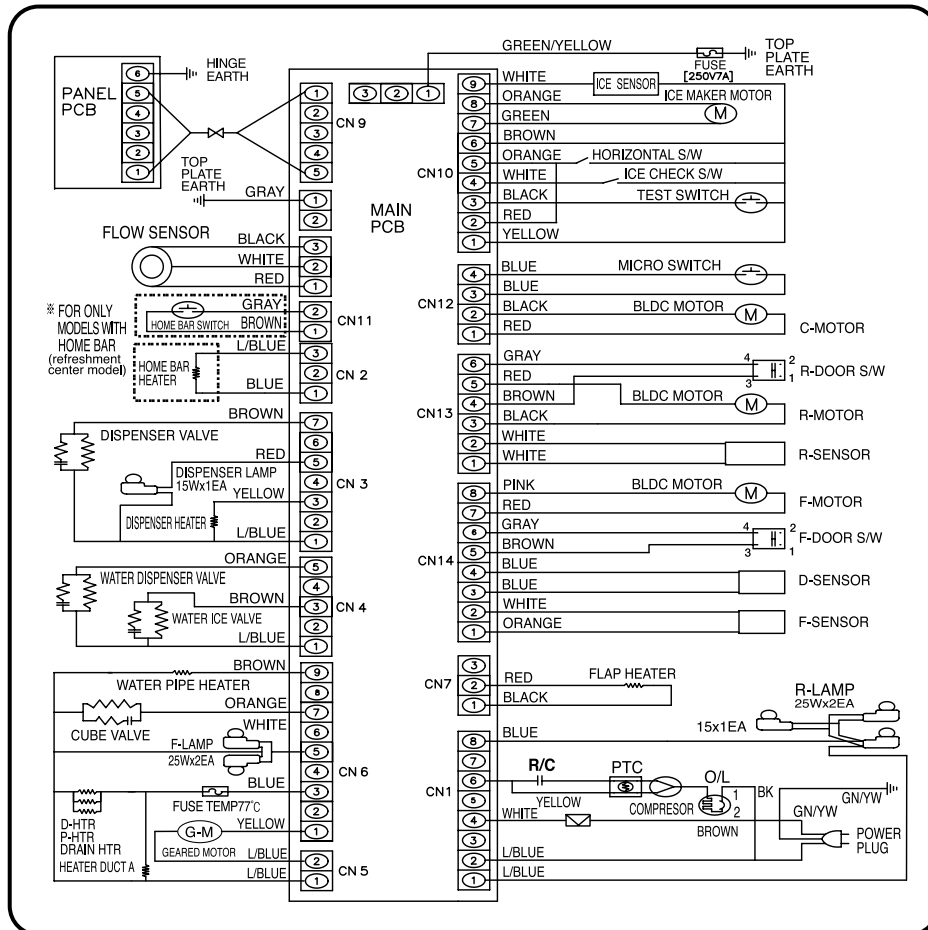 PANEL
PCB
6
5
4
3
2
1
HINGE
EARTH
TOP
PLATE
EARTH
GRAY
FLOW SENSOR
BLACK
WHITE
RED
※ FOR ONLY
MODELS WITH
HOME BAR
(refreshment
center model)
GRAY
HOME BAR SWITCH
BROWN
L/BLUE
HOME BAR
HEATER
BLUE
BROWN
DISPENSER VALVE
RED
DISPENSER LAMP
15Wx1EA
YELLOW
DISPENSER HEATER
L/BLUE
ORANGE
WATER DISPENSER VALVE
BROWN
WATER ICE VALVE
L/BLUE
BROWN
WATER PIPE HEATER
ORANGE
CUBE VALVE
WHITE
F-LAMP
25Wx2EA
BLUE
FUSE TEMP77℃
D-HTR
P-HTR
DRAIN HTR
HEATER DUCT A
YELLOW
G-M
GEARED MOTOR
L/BLUE
L/BLUE
3 2 1
1
2
3
4
5
CN 9
1
2
3
2
1
2
1
CN11
3
2
1
CN 2
7
6
5
4
3
2
1
CN 3
5
4
3
2
1
CN 4
9
8
7
6
5
4
3
2
1
CN 6
2
1
CN 5
MAIN
PCB
GREEN/YELLOW
FUSE
[250V7A]
TOP
PLATE
EARTH
CN10
9 WHITE ICE SENSOR
8 ORANGE ICE MAKER MOTOR
7 GREEN M
6 BROWN
5 ORANGE HORIZONTAL S/W
4 WHITE ICE CHECK S/W
3 BLACK TEST SWITCH
2 RED
1 YELLOW
CN12
4 BLUE MICRO SWITCH
3 BLUE
2 BLACK BLDC MOTOR M
1 RED C-MOTOR
CN13
6 GRAY 4 2 R-DOOR S/W
5 RED 3 1
4 BROWN BLDC MOTOR M
3 BLACK R-MOTOR
2 WHITE
1 WHITE R-SENSOR
CN14
8 PINK BLDC MOTOR M
7 RED F-MOTOR
6 GRAY 4 2 F-DOOR S/W
5 BROWN 3 1
4 BLUE
3 BLUE D-SENSOR
2 WHITE
1 ORANGE F-SENSOR
CN7
3
2 RED FLAP HEATER
1 BLACK
R-LAMP
25Wx2EA
15x1EA
CN1
8 BLUE
7
6 R/C PTC O/L
5 YELLOW COMPRESOR 1 BK
4 WHITE 2 BROWN
3
2 L/BLUE
1 L/BLUE
GN/YW
GN/YW
POWER
PLUG